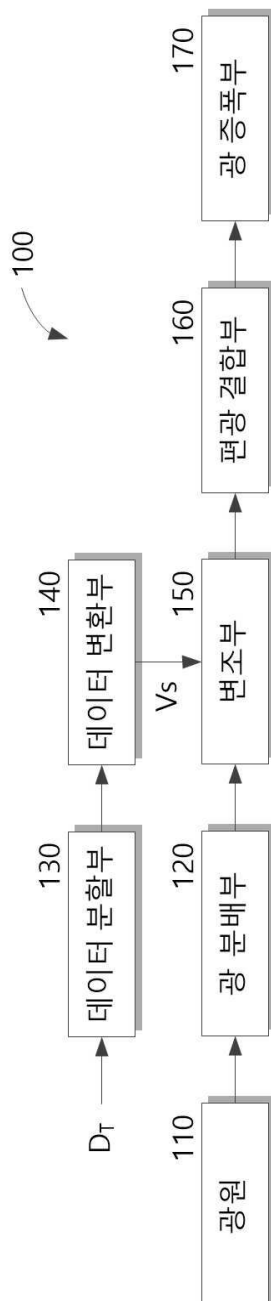 100
130
140
D_T
데이터 분할부
데이터 변환부
Vs
110
120
150
160
170
광원
광 분배부
변조부
편광 결합부
광 증폭부